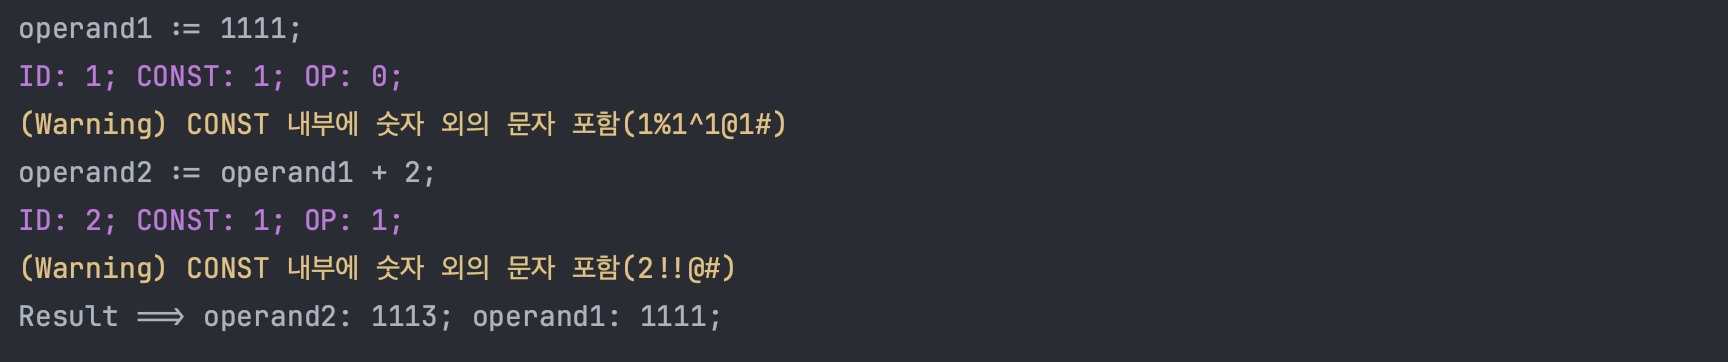 operand1 := 1111;
ID: 1; CONST: 1; OP: 0;
(Warning) CONST 내부에 숫자 외의 문자 포함(1%1^1@1#)
operand2 := operand1 + 2;
ID: 2; CONST: 1; OP: 1;
(Warning) CONST 내부에 숫자 외의 문자 포함(2!!@#)
Result ==> operand2: 1113; operand1: 1111;